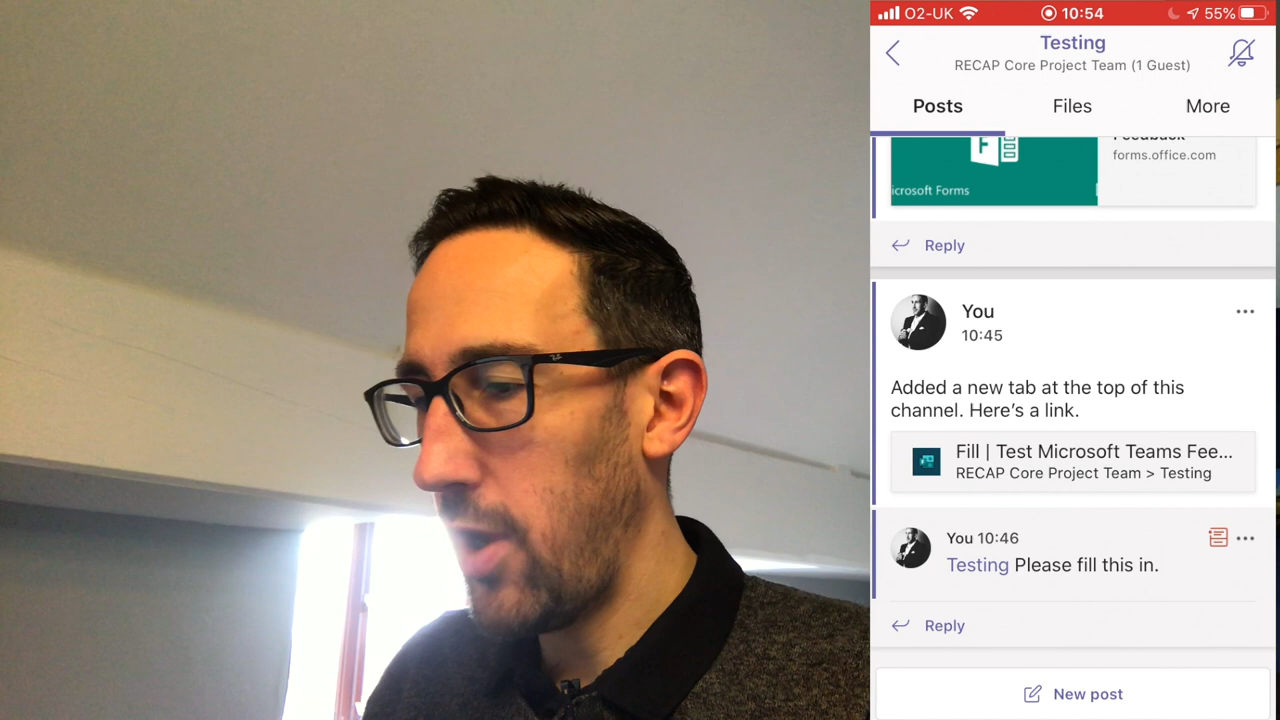 O2-UK 10:54 55%
Testing
RECAP Core Project Team (1 Guest)
Posts Files More
Feedback
forms.office.com
icrosoft Forms
Reply
You
10:45
Added a new tab at the top of this
channel. Here's a link.
Fill | Test Microsoft Teams Fee...
RECAP Core Project Team > Testing
You 10:46
Testing Please fill this in.
Reply
New post